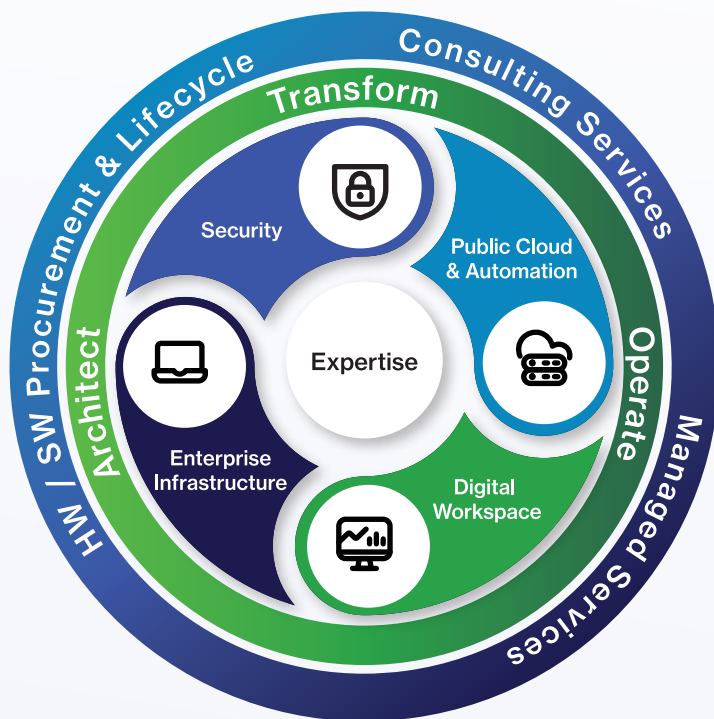 HW / SW Procurement & Lifecycle
Consulting Services
Managed Services
Architect
Transform
Operate
Security
Public Cloud
& Automation
Expertise
Enterprise
Infrastructure
Digital
Workspace